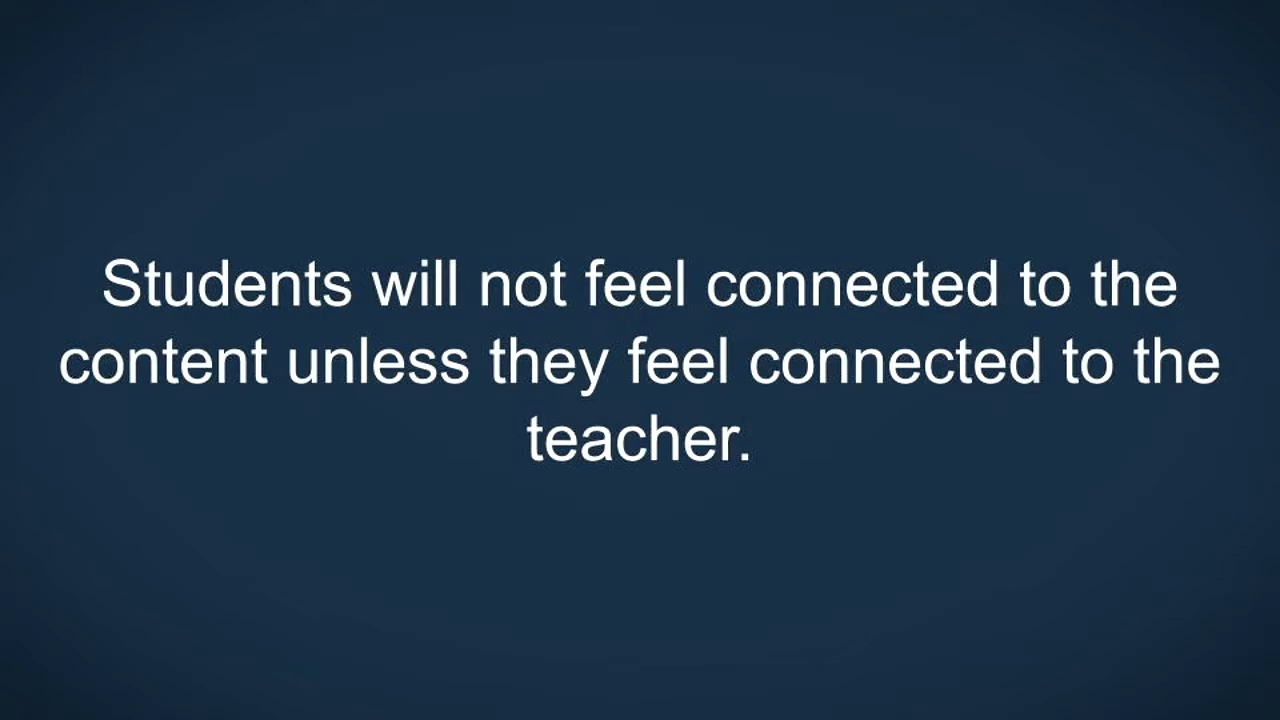 Students will not feel connected to the
content unless they feel connected to the
teacher.